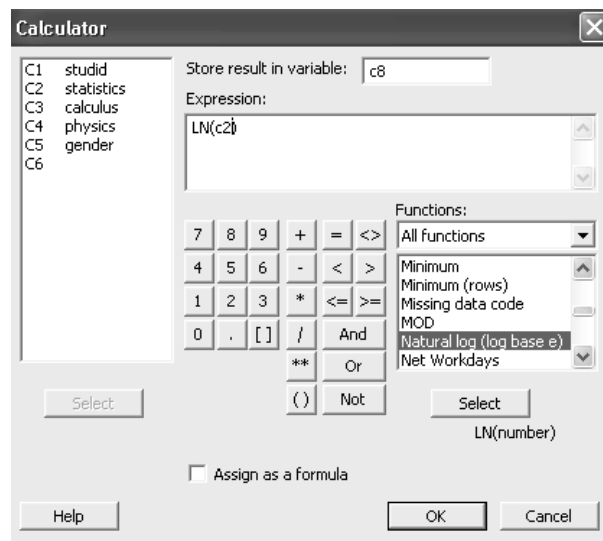 Calculator
C1 studid
C2 statistics
C3 calculus
C4 physics
C5 gender
C6
Store result in variable: c8
Expression:
LN(c2)
Functions:
All functions
7 8 9 + = <>
4 5 6 - < >
1 2 3 * <= >=
0 . [ ] / And
** Or
( ) Not
Minimum
Minimum (rows)
Missing data code
MOD
Natural log (log base e)
Net Workdays
Select
Select
LN(number)
Assign as a formula
Help
OK
Cancel